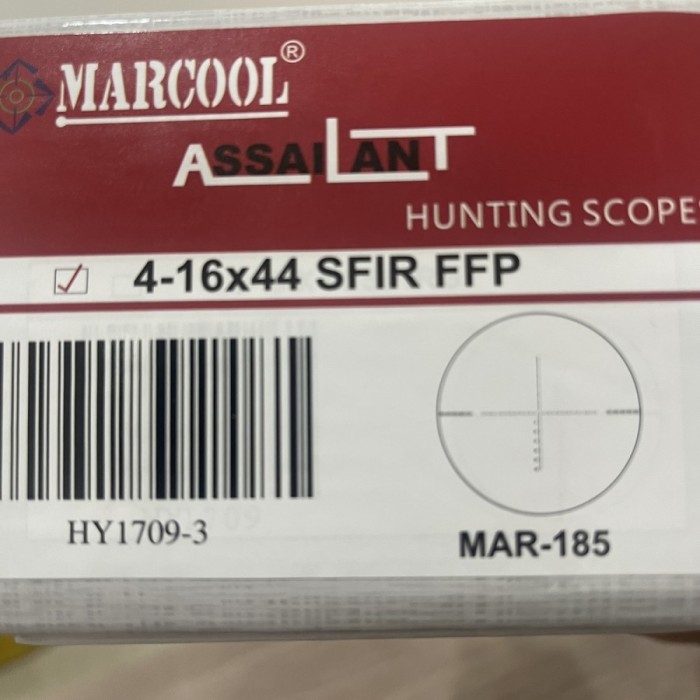 MARCOOL®
ASSAILANT
HUNTING SCOPE
4-16x44 SFIR FFP
HY1709-3
MAR-185